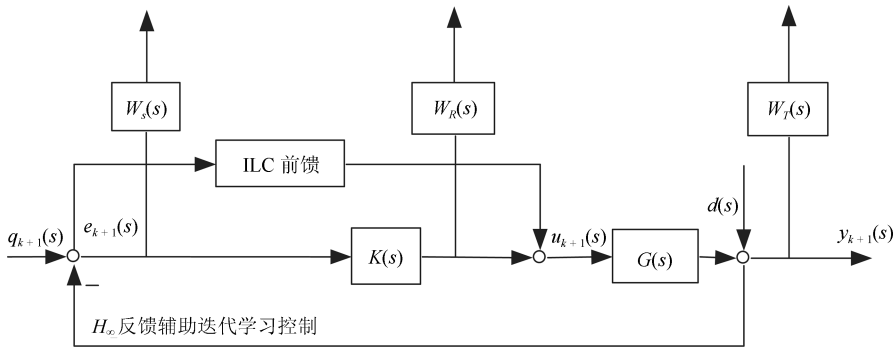 W_s(s)
W_R(s)
W_T(s)
ILC 前馈
q_{k+1}(s)
e_{k+1}(s)
K(s)
u_{k+1}(s)
G(s)
d(s)
y_{k+1}(s)
−
H_∞反馈辅助迭代学习控制